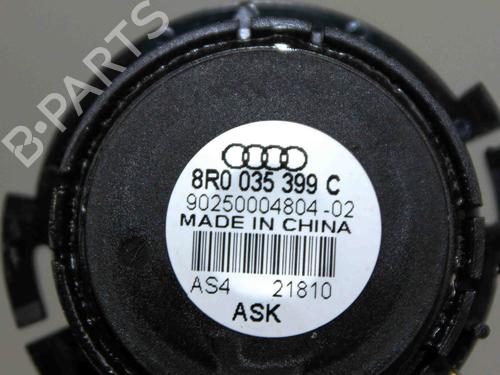 B-PARTS
8R0 035 399 C
90250004804-02
MADE IN CHINA
AS4 21810
ASK